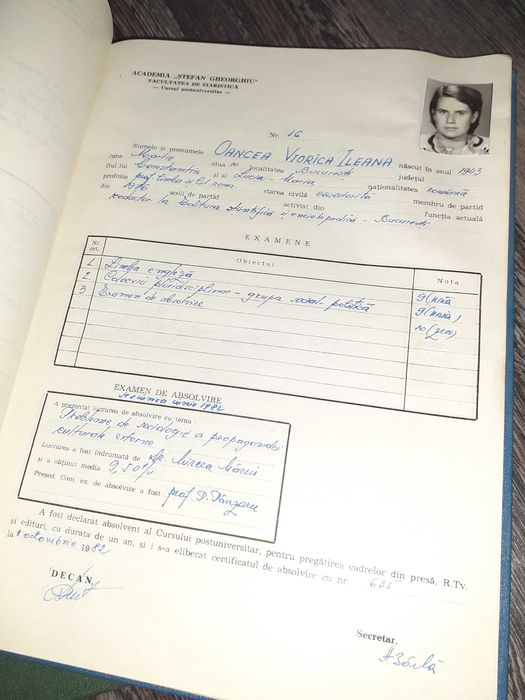 ACADEMIA „ȘTEFAN GHEORGHIU”
FACULTATEA DE ZIARISTICĂ
— Cursul postuniversitar —
Nr. 16
Numele și prenumele OANCEA VIORICA ILEANA născut în anul 1943
luna Martie ziua 10 localitatea București județul
fiul lui Constantin și al Lucia-Maria naționalitatea română
profesia prof. limba și lit. rom. starea civilă căsătorită membru de partid
din școli de partid activist din funcția actuală
redactor la Editura științifică și enciclopedică - București
EXAMENE
Nr. crt. Obiectul Nota
1. Limba engleză 9 (nouă)
2. Colocviu pluridisciplinar - grupa social-politică 9 (nouă)
3. Examen de absolvire 10 (zece)
EXAMEN DE ABSOLVIRE
sesiunea iunie 1982
A prezentat lucrarea de absolvire cu tema:
Probleme de sociologie a propagandei
culturale externe
Lucrarea a fost îndrumată de
și a obținut media 9,50
Președ. Com. ex. de absolvire a fost prof.
A fost declarat absolvent al Cursului postuniversitar, pentru pregătirea cadrelor din presă, R.Tv.
și edituri, cu durata de un an, și i s-a eliberat certificatul de absolvire cu nr. 635
la 1 octombrie 1982
DECAN,
Secretar,